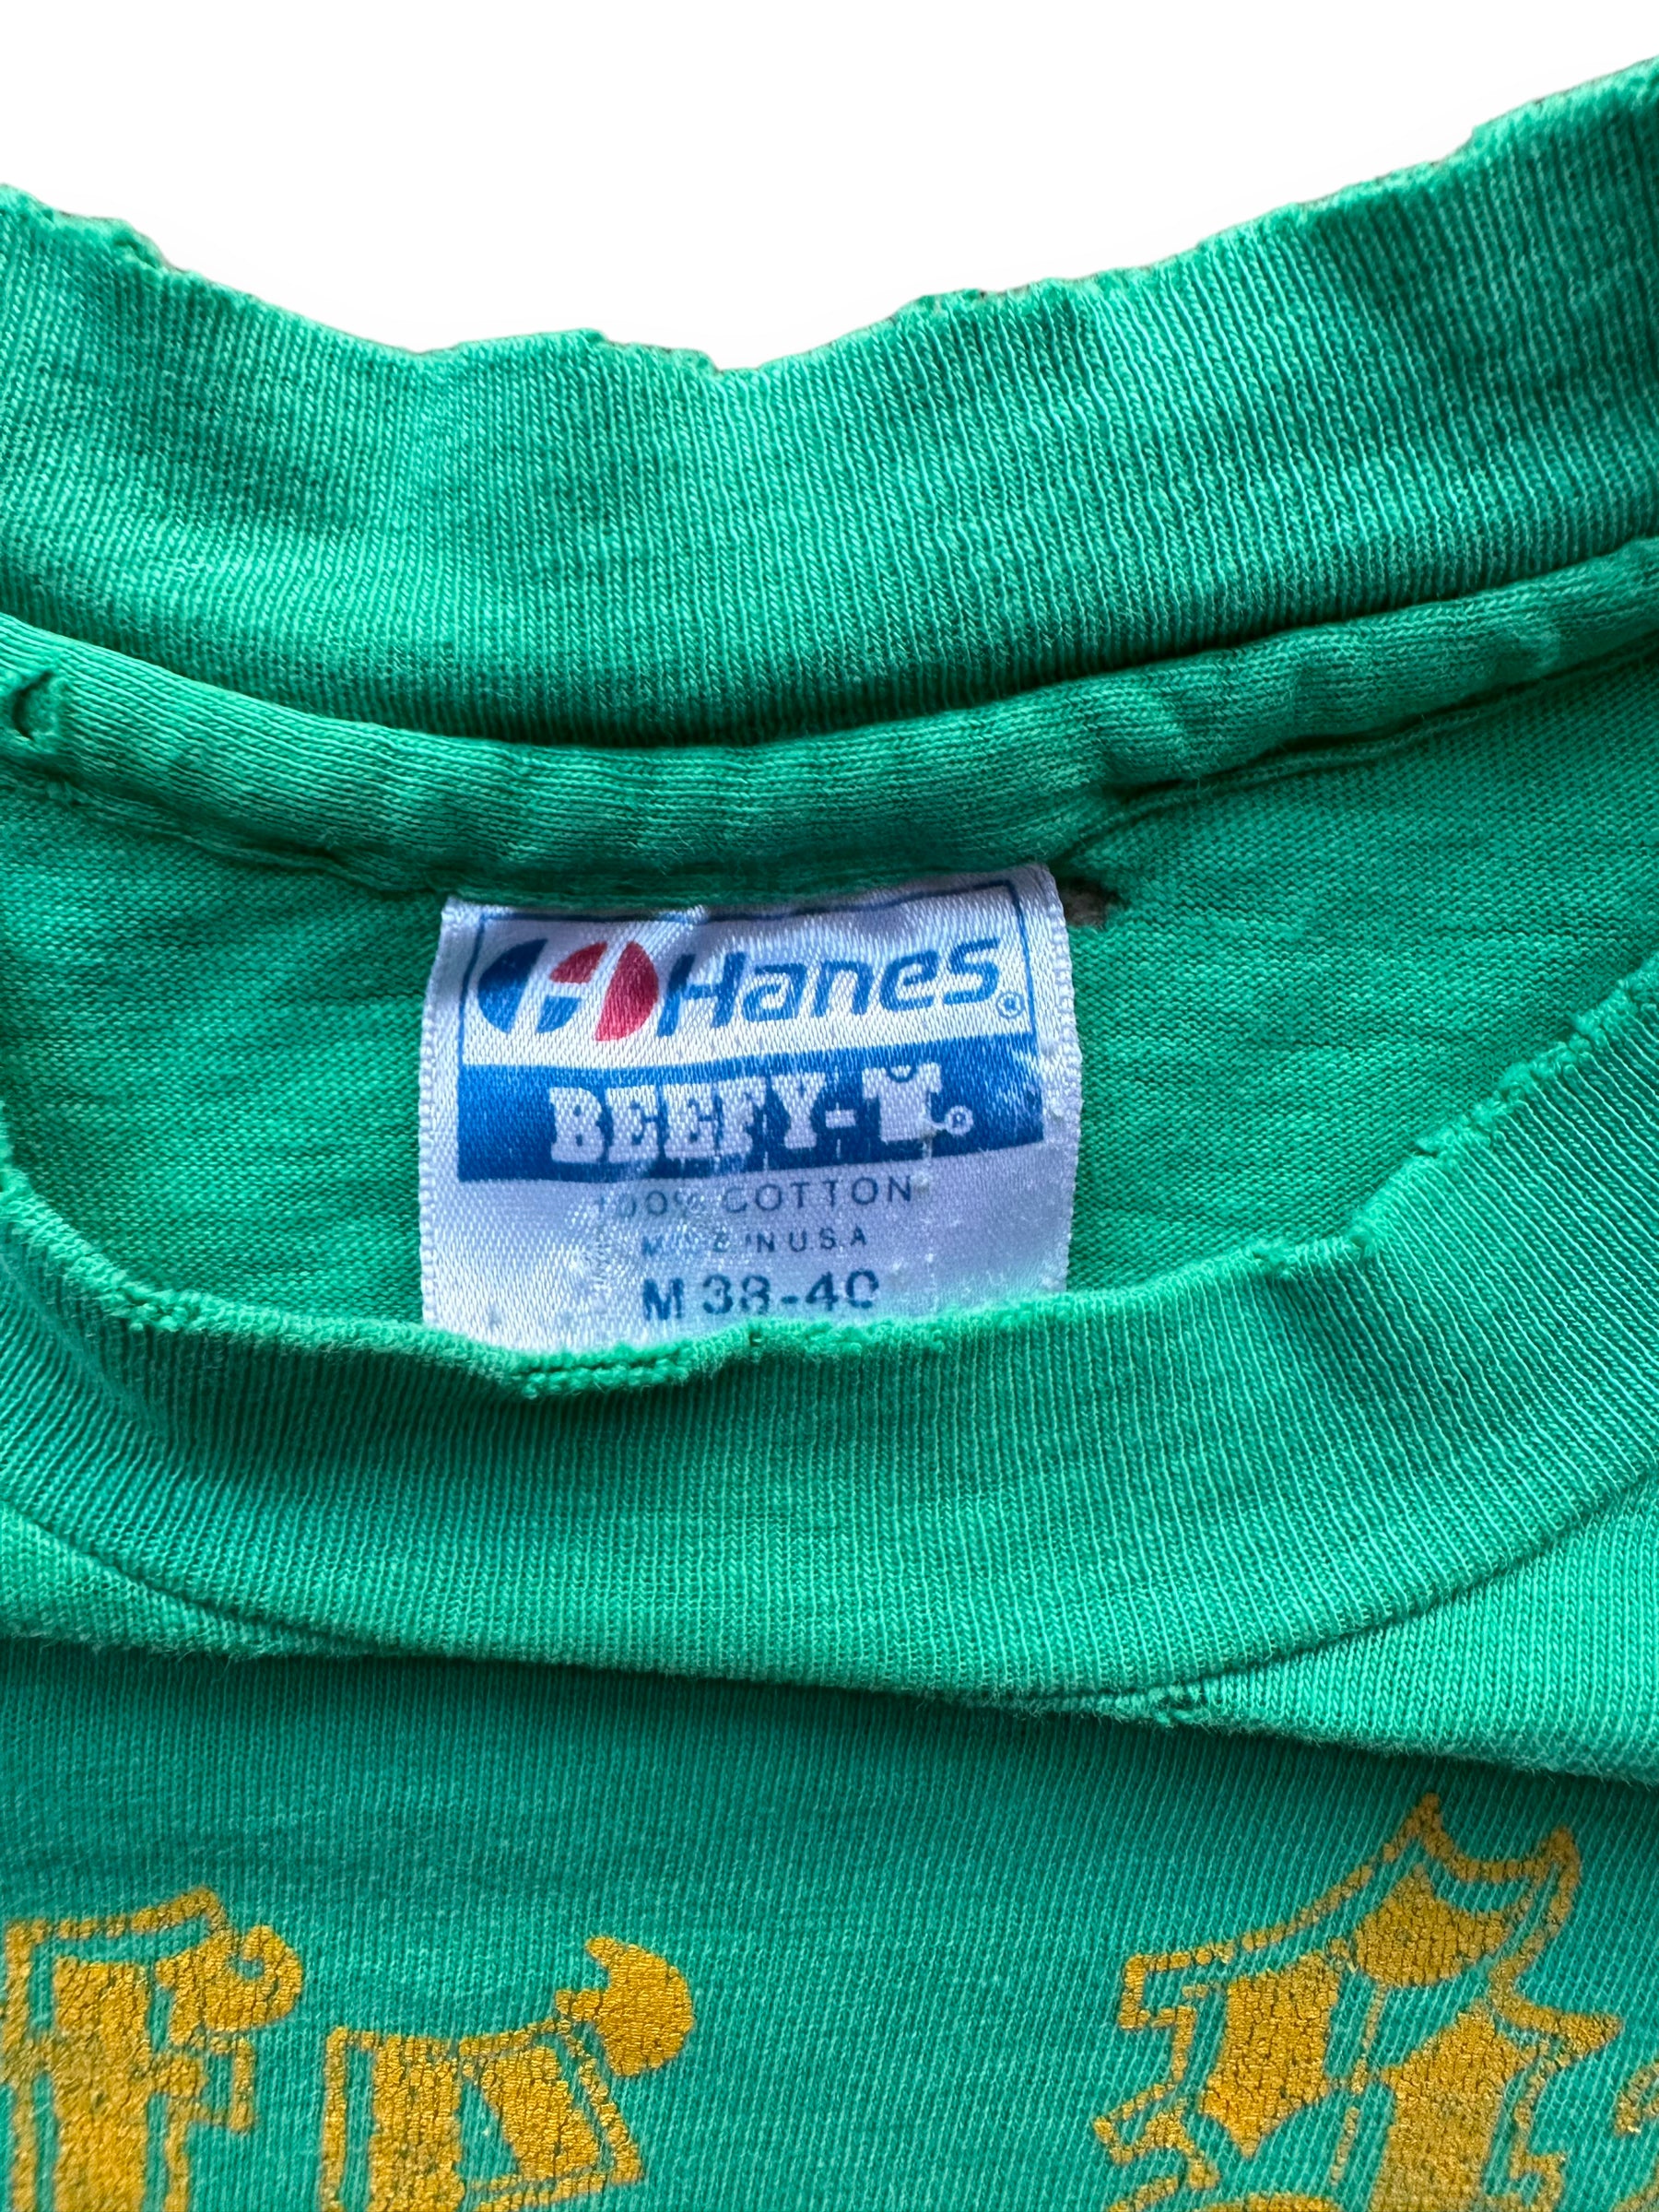 Hanes®
BEEFY-T®
100% COTTON
MADE IN U.S.A
M 38-40